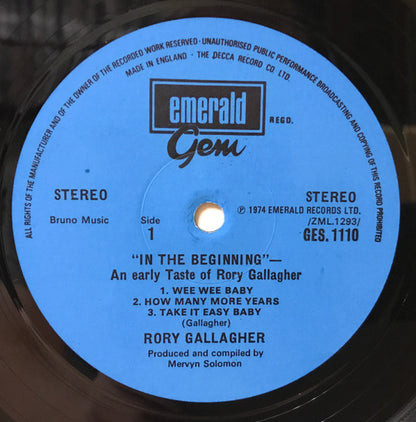 ALL RIGHTS OF THE MANUFACTURER AND OF THE OWNER OF THE RECORDED WORK RESERVED · UNAUTHORISED PUBLIC PERFORMANCE BROADCASTING AND COPYING OF THIS RECORD PROHIBITED
MADE IN ENGLAND · THE DECCA RECORD CO LTD.
emerald
REGD.
Gem
STEREO
STEREO
Bruno Music
Side
1
Ⓟ 1974 EMERALD RECORDS LTD.
/ZML.1293/
GES. 1110
"IN THE BEGINNING"—
An early Taste of Rory Gallagher
1. WEE WEE BABY
2. HOW MANY MORE YEARS
3. TAKE IT EASY BABY
(Gallagher)
RORY GALLAGHER
Produced and compiled by
Mervyn Solomon